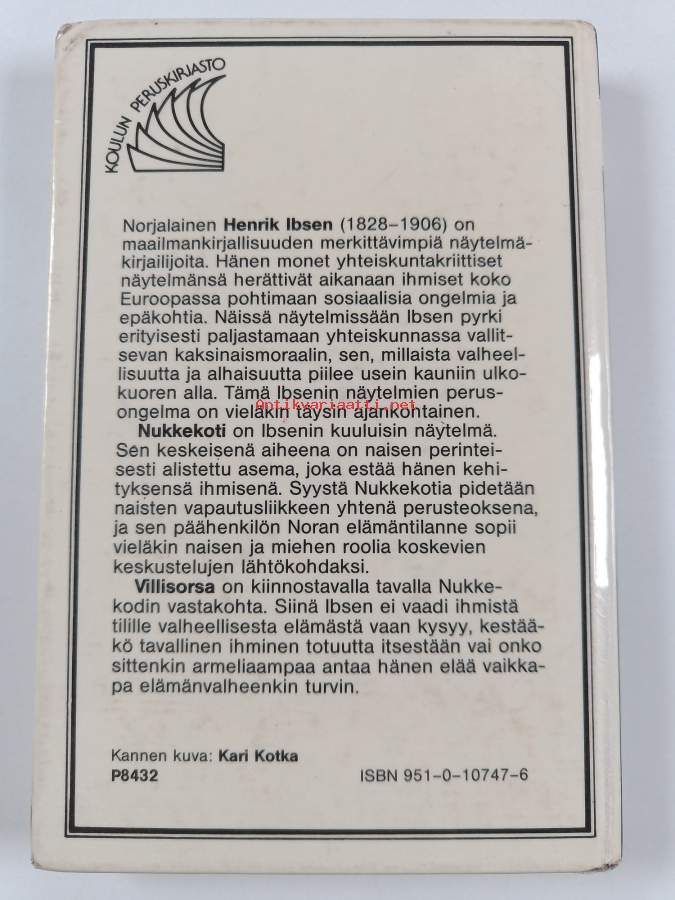 KOULUN PERUSKIRJASTO
Norjalainen Henrik Ibsen (1828–1906) on
maailmankirjallisuuden merkittävimpiä näytelmä-
kirjailijoita. Hänen monet yhteiskuntakriittiset
näytelmänsä herättivät aikanaan ihmiset koko
Euroopassa pohtimaan sosiaalisia ongelmia ja
epäkohtia. Näissä näytelmissään Ibsen pyrki
erityisesti paljastamaan yhteiskunnassa vallit-
sevan kaksinaismoraalin, sen, millaista valheel-
lisuutta ja alhaisuutta piilee usein kauniin ulko-
kuoren alla. Tämä Ibsenin näytelmien perus-
Antikvariaatti.net
ongelma on vieläkin täysin ajankohtainen.
Nukkekoti on Ibsenin kuuluisin näytelmä.
Sen keskeisenä aiheena on naisen perintei-
sesti alistettu asema, joka estää hänen kehi-
tyksensä ihmisenä. Syystä Nukkekotia pidetään
naisten vapautusliikkeen yhtenä perusteoksena,
ja sen päähenkilön Noran elämäntilanne sopii
vieläkin naisen ja miehen roolia koskevien
keskustelujen lähtökohdaksi.
Villisorsa on kiinnostavalla tavalla Nukke-
kodin vastakohta. Siinä Ibsen ei vaadi ihmistä
tilille valheellisesta elämästä vaan kysyy, kestää-
kö tavallinen ihminen totuutta itsestään vai onko
sittenkin armeliaampaa antaa hänen elää vaikka-
pa elämänvalheenkin turvin.
Kannen kuva: Kari Kotka
P8432 ISBN 951-0-10747-6